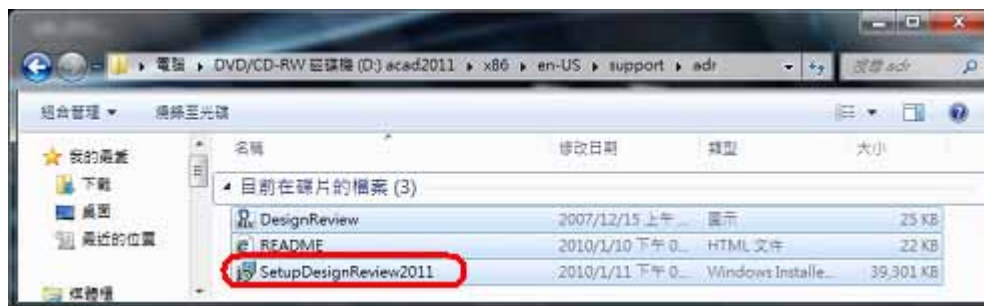 電腦 ▸ DVD/CD-RW 磁碟機 (D:) acad2011 ▸ x86 ▸ en-US ▸ support ▸ adr
搜尋 adr
組合管理 ▼ 燒錄至光碟
我的最愛
下載
桌面
最近的位置
媒體櫃
名稱 修改日期 類型 大小
目前在碟片的檔案 (3)
DesignReview 2007/12/15 上午... 圖示 25 KB
README 2010/1/10 下午 0... HTML 文件 22 KB
SetupDesignReview2011 2010/1/11 下午 0... Windows Installe... 39,301 KB